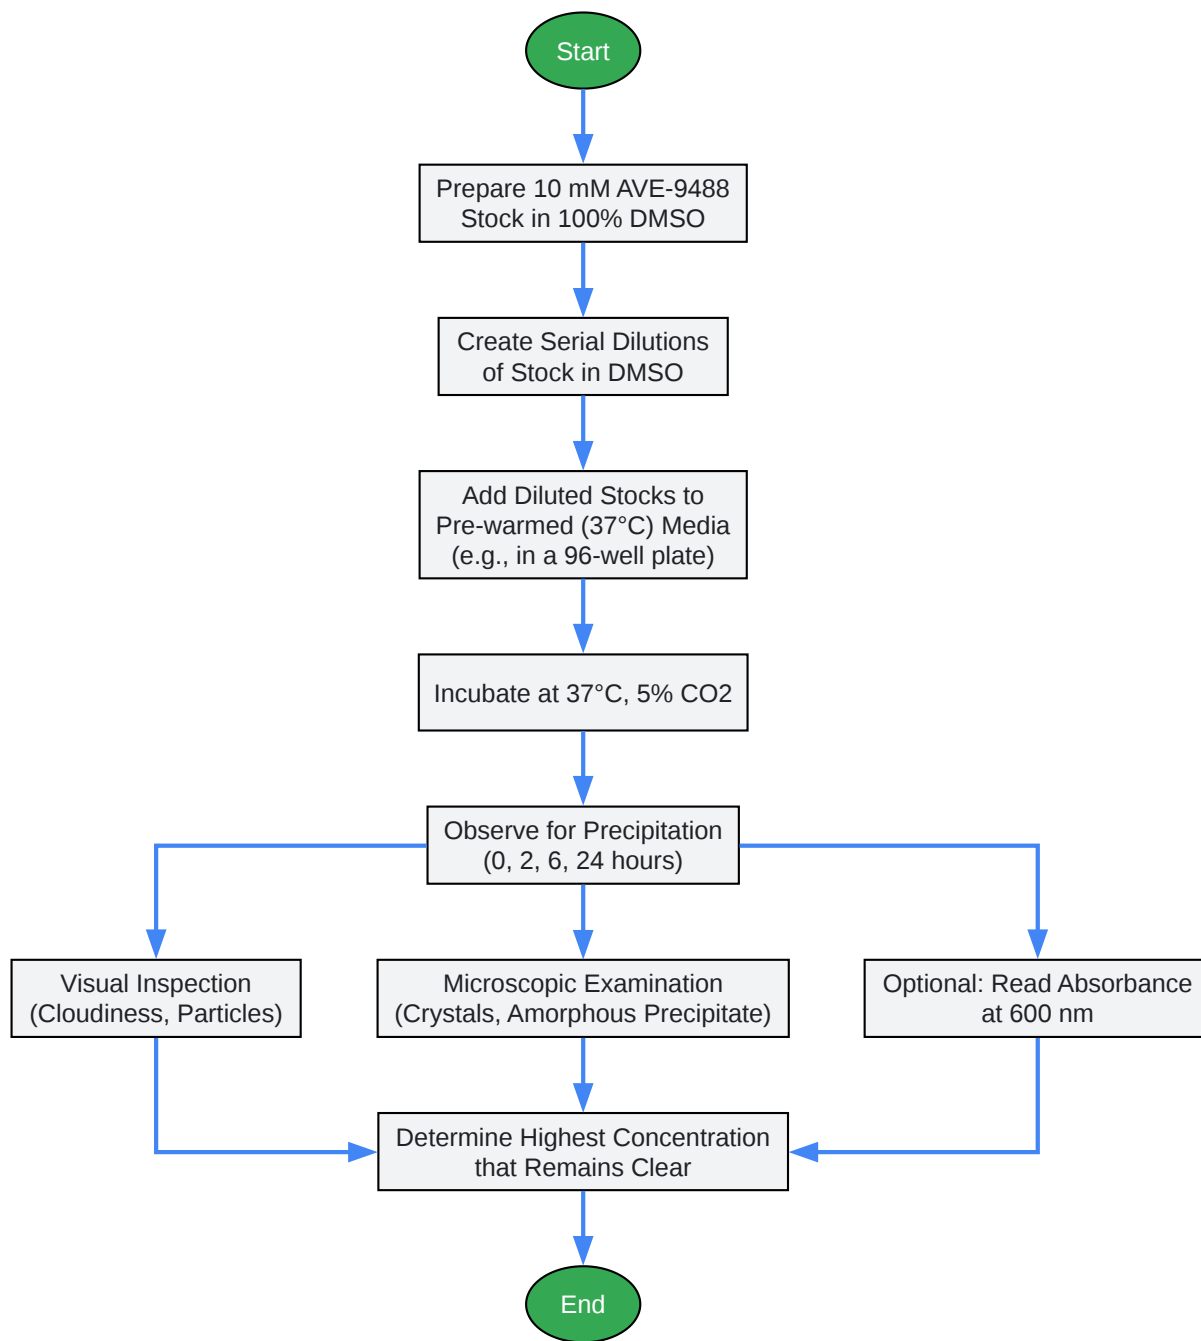 Start
Prepare 10 mM AVE-9488
Stock in 100% DMSO
Create Serial Dilutions
of Stock in DMSO
Add Diluted Stocks to
Pre-warmed (37°C) Media
(e.g., in a 96-well plate)
Incubate at 37°C, 5% CO2
Observe for Precipitation
(0, 2, 6, 24 hours)
Visual Inspection
(Cloudiness, Particles)
Microscopic Examination
(Crystals, Amorphous Precipitate)
Optional: Read Absorbance
at 600 nm
Determine Highest Concentration
that Remains Clear
End